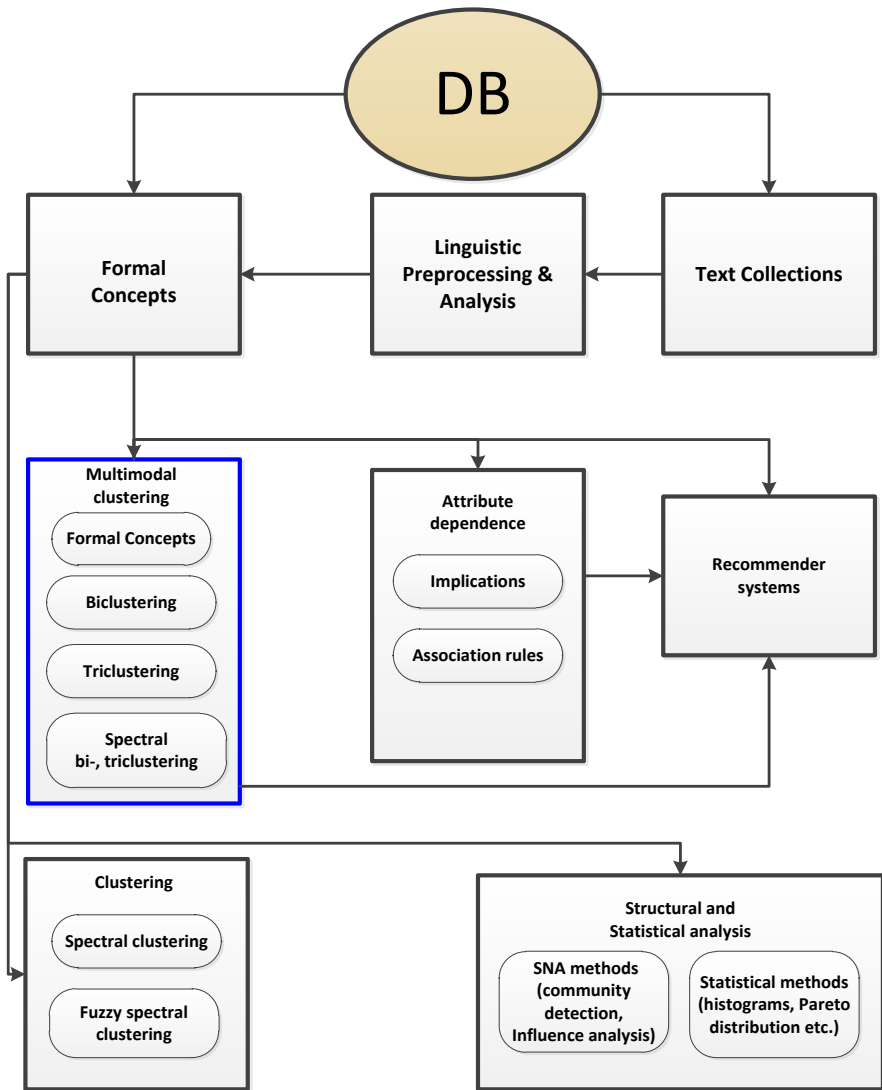 DB
Formal
Concepts
Linguistic
Preprocessing &
Analysis
Text Collections
Multimodal
clustering
Formal Concepts
Biclustering
Triclustering
Spectral
bi-, triclustering
Attribute
dependence
Implications
Association rules
Recommender
systems
Clustering
Spectral clustering
Fuzzy spectral
clustering
Structural and
Statistical analysis
SNA methods
(community
detection,
Influence analysis)
Statistical methods
(histograms, Pareto
distribution etc.)